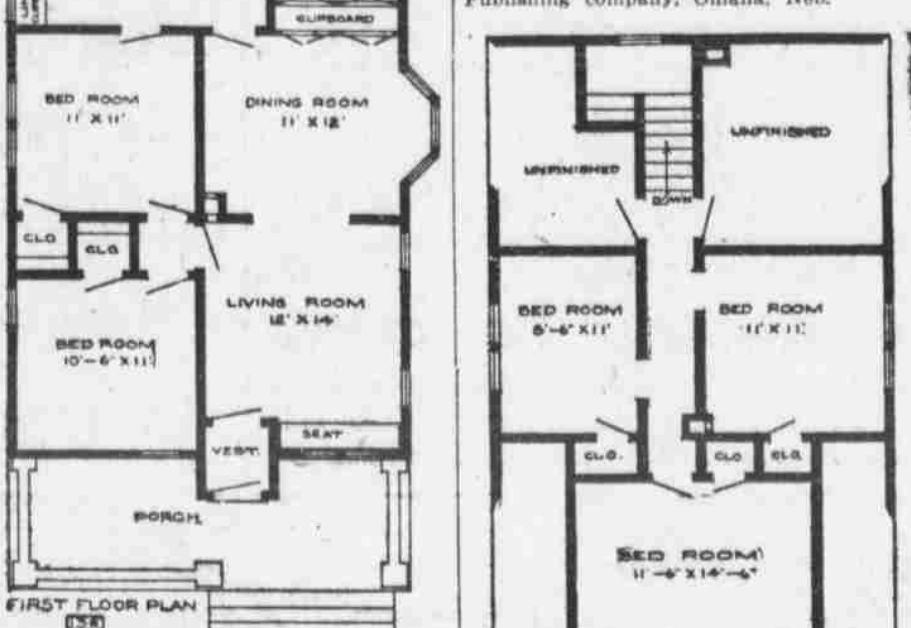 CUPBOARD
BED ROOM
11' X 11'
DINING ROOM
11' X 12'
CLO
CLO
LIVING ROOM
12' X 14'
BED ROOM
10'-6" X 11'
SEAT
VEST.
PORCH
FIRST FLOOR PLAN
Publishing Company, Omaha, Neb.
UNFINISHED
UNFINISHED
DOWN
BED ROOM
8'-6" X 11'
BED ROOM
11' X 11'
CLO.
CLO
CLO
BED ROOM
11'-6" X 14'-6"